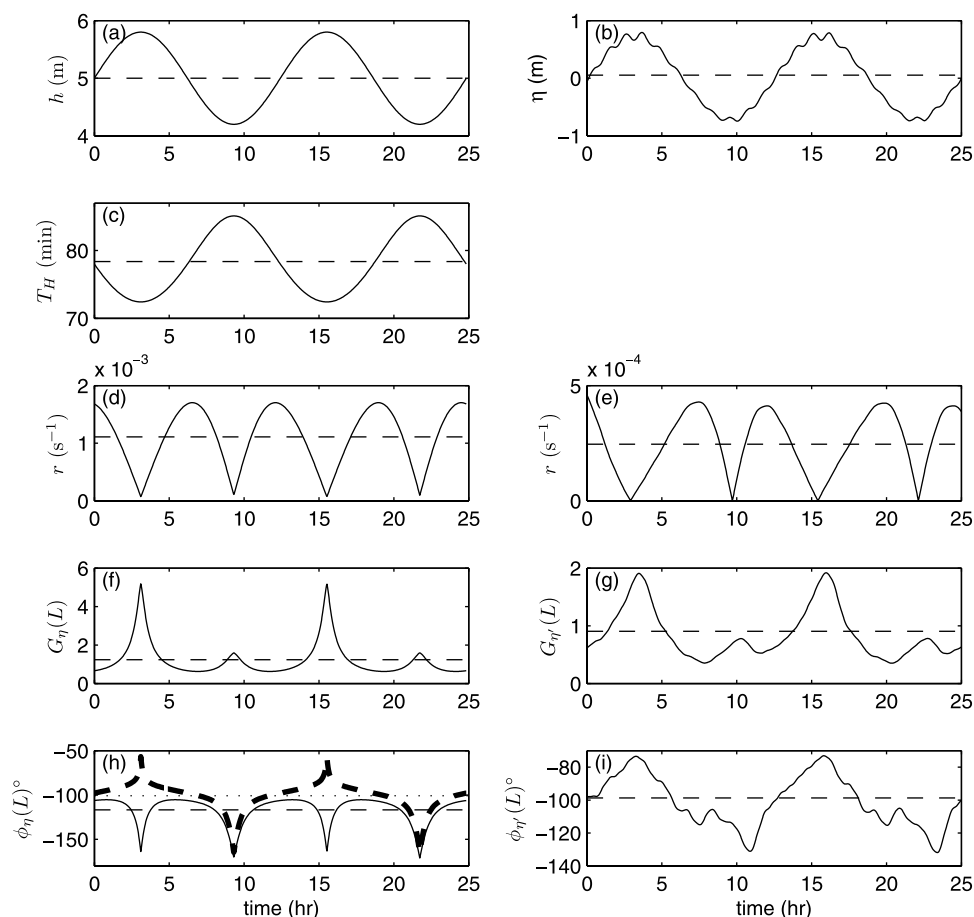 (a)
h (m)
6
5
4
0 5 10 15 20 25
(b)
η (m)
1
0
−1
0 5 10 15 20 25
(c)
T_H (min)
80
70
0 5 10 15 20 25
x 10⁻³
(d)
r (s⁻¹)
2
1
0
0 5 10 15 20 25
x 10⁻⁴
(e)
r (s⁻¹)
5
0
0 5 10 15 20 25
(f)
G_η(L)
6
4
2
0
0 5 10 15 20 25
(g)
G_η′(L)
2
1
0
0 5 10 15 20 25
(h)
ϕ_η(L)°
−50
−100
−150
0 5 10 15 20 25
time (hr)
(i)
ϕ_η′(L)°
−80
−100
−120
−140
0 5 10 15 20 25
time (hr)